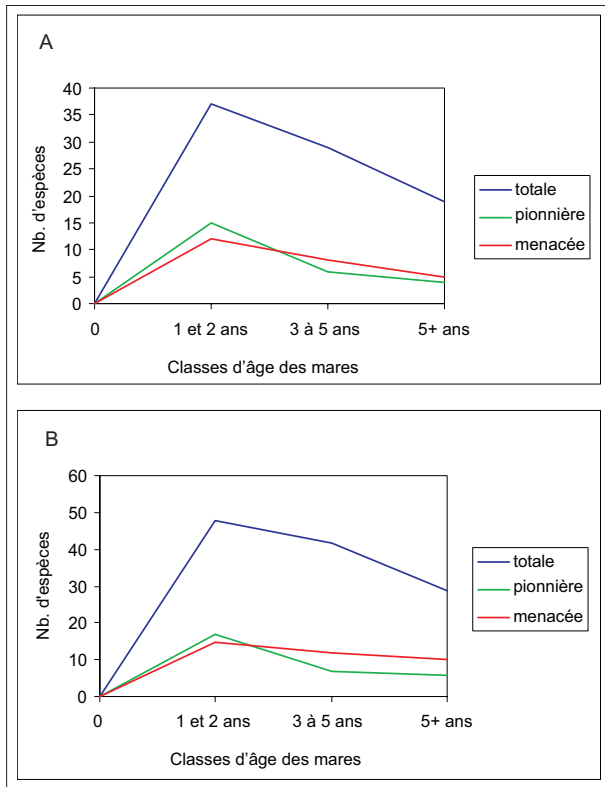 A
40
35
30
25
20
15
10
5
0
Nb. d'espèces
0 1 et 2 ans 3 à 5 ans 5+ ans
Classes d'âge des mares
totale
pionnière
menacée
B
60
50
40
30
20
10
0
Nb. d'espèces
0 1 et 2 ans 3 à 5 ans 5+ ans
Classes d'âge des mares
totale
pionnière
menacée